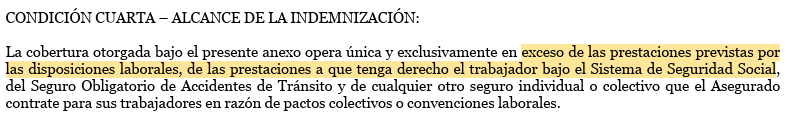 CONDICIÓN CUARTA – ALCANCE DE LA INDEMNIZACIÓN:
La cobertura otorgada bajo el presente anexo opera única y exclusivamente en exceso de las prestaciones previstas por
las disposiciones laborales, de las prestaciones a que tenga derecho el trabajador bajo el Sistema de Seguridad Social,
del Seguro Obligatorio de Accidentes de Tránsito y de cualquier otro seguro individual o colectivo que el Asegurado
contrate para sus trabajadores en razón de pactos colectivos o convenciones laborales.